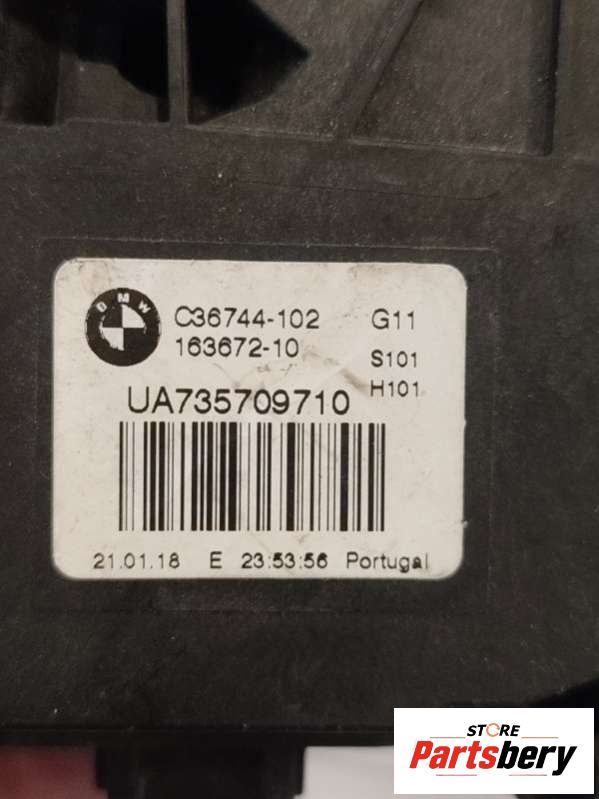 BMW
C36744-102 G11
163672-10 S101
H101
UA735709710
21.01.18 E 23:53:56 Portugal
STORE
Partsbery